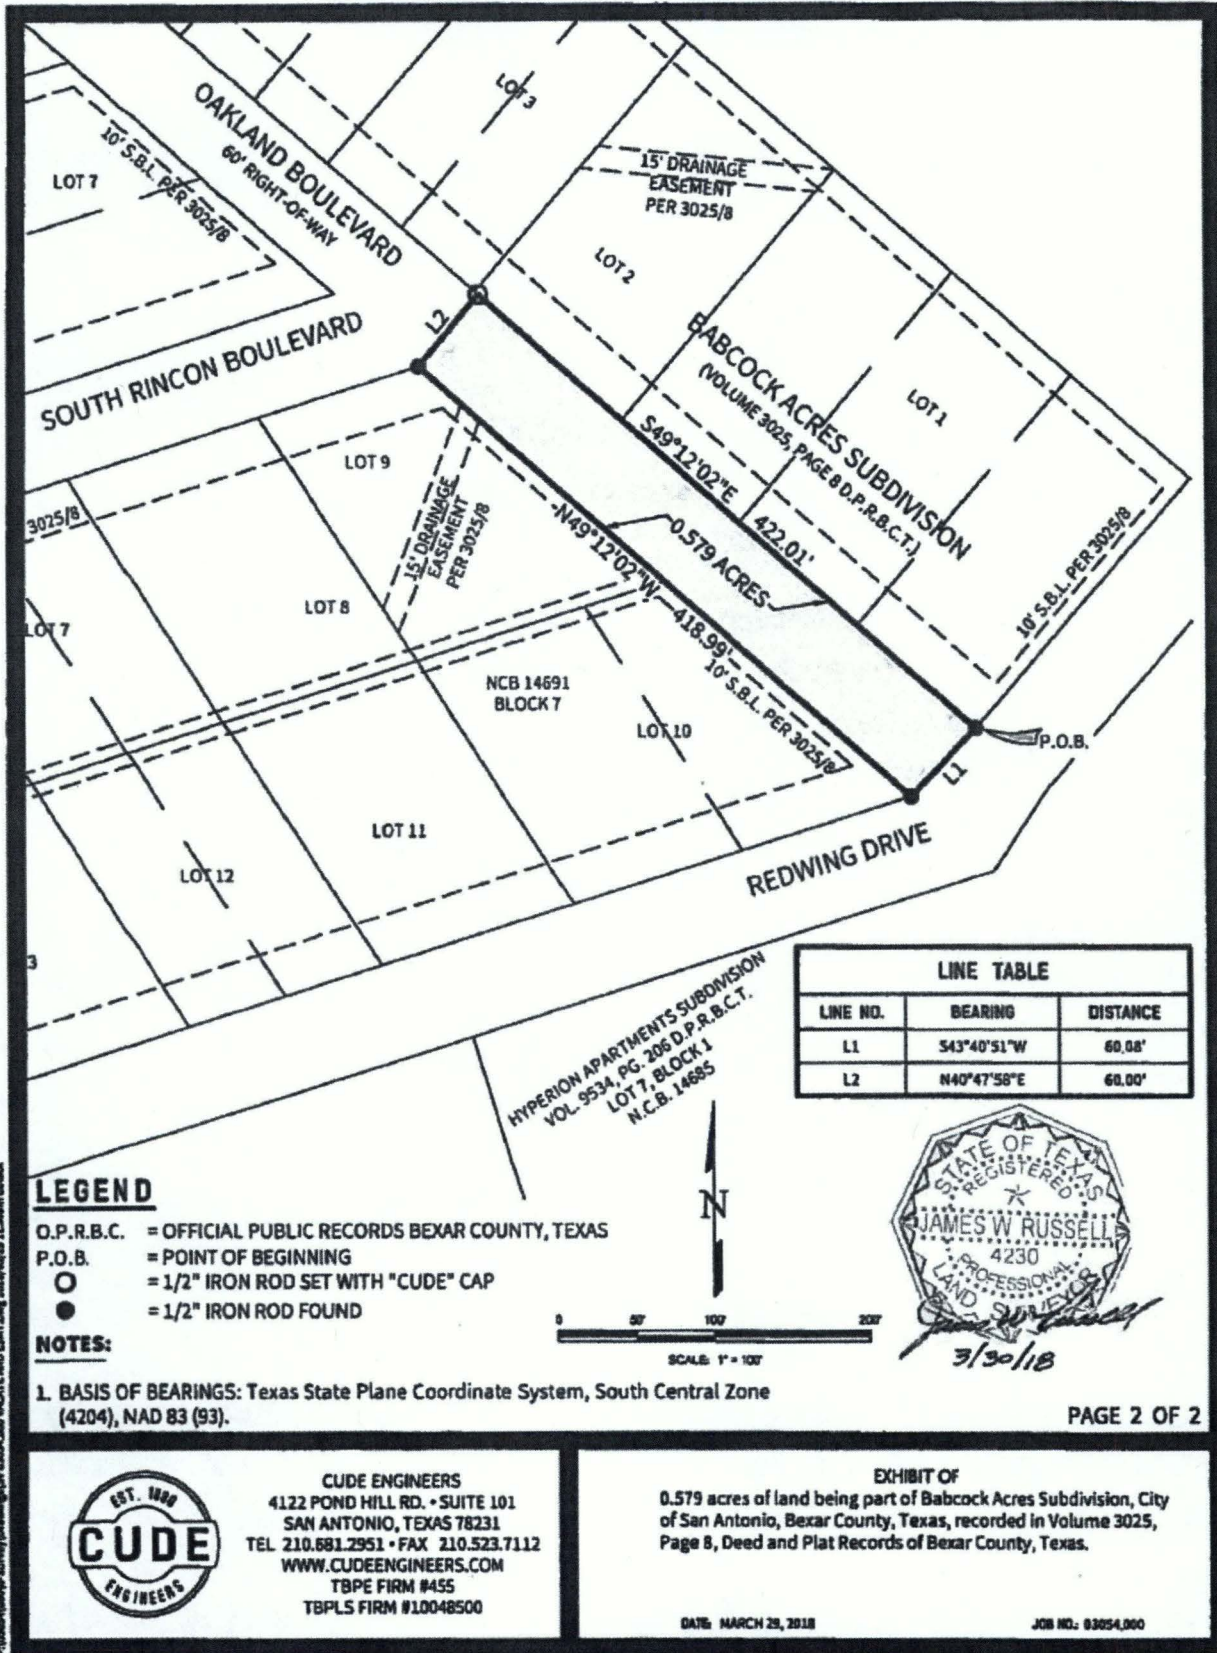 LOT 3
OAKLAND BOULEVARD
60' RIGHT-OF-WAY
10' S.B.L. PER 3025/8
LOT 7
15' DRAINAGE
EASEMENT
PER 3025/8
LOT 2
L2
SOUTH RINCON BOULEVARD
BABCOCK ACRES SUBDIVISION
(VOLUME 3025, PAGE 8 D.P.R.B.C.T.)
LOT 1
S49°12'02"E
422.01'
LOT 9
3025/8
15' DRAINAGE
EASEMENT
PER 3025/8
N49°12'02"W
418.99'
0.579 ACRES
10' S.B.L. PER 3025/8
LOT 8
LOT 7
NCB 14691
BLOCK 7
LOT 10
10' S.B.L. PER 3025/8
P.O.B.
L1
LOT 11
LOT 12
REDWING DRIVE
3
HYPERION APARTMENTS SUBDIVISION
VOL. 9534, PG. 206 D.P.R.B.C.T.
LOT 7, BLOCK 1
N.C.B. 14685
LINE TABLE
LINE NO. BEARING DISTANCE
L1 S43°40'51"W 60.08'
L2 N40°47'58"E 60.00'
LEGEND
O.P.R.B.C. = OFFICIAL PUBLIC RECORDS BEXAR COUNTY, TEXAS
P.O.B. = POINT OF BEGINNING
= 1/2" IRON ROD SET WITH "CUDE" CAP
= 1/2" IRON ROD FOUND
N
0 50' 100' 200'
SCALE: 1" = 100'
STATE OF TEXAS
REGISTERED
JAMES W RUSSELL
4230
PROFESSIONAL
LAND SURVEYOR
3/30/18
NOTES:
1. BASIS OF BEARINGS: Texas State Plane Coordinate System, South Central Zone
(4204), NAD 83 (93).
PAGE 2 OF 2
EST. 1880
CUDE
ENGINEERS
CUDE ENGINEERS
4122 POND HILL RD. • SUITE 101
SAN ANTONIO, TEXAS 78231
TEL 210.681.2951 • FAX 210.523.7112
WWW.CUDEENGINEERS.COM
TBPE FIRM #455
TBPLS FIRM #10048500
EXHIBIT OF
0.579 acres of land being part of Babcock Acres Subdivision, City
of San Antonio, Bexar County, Texas, recorded in Volume 3025,
Page 8, Deed and Plat Records of Bexar County, Texas.
DATE: MARCH 29, 2018
JOB NO.: 03054.000